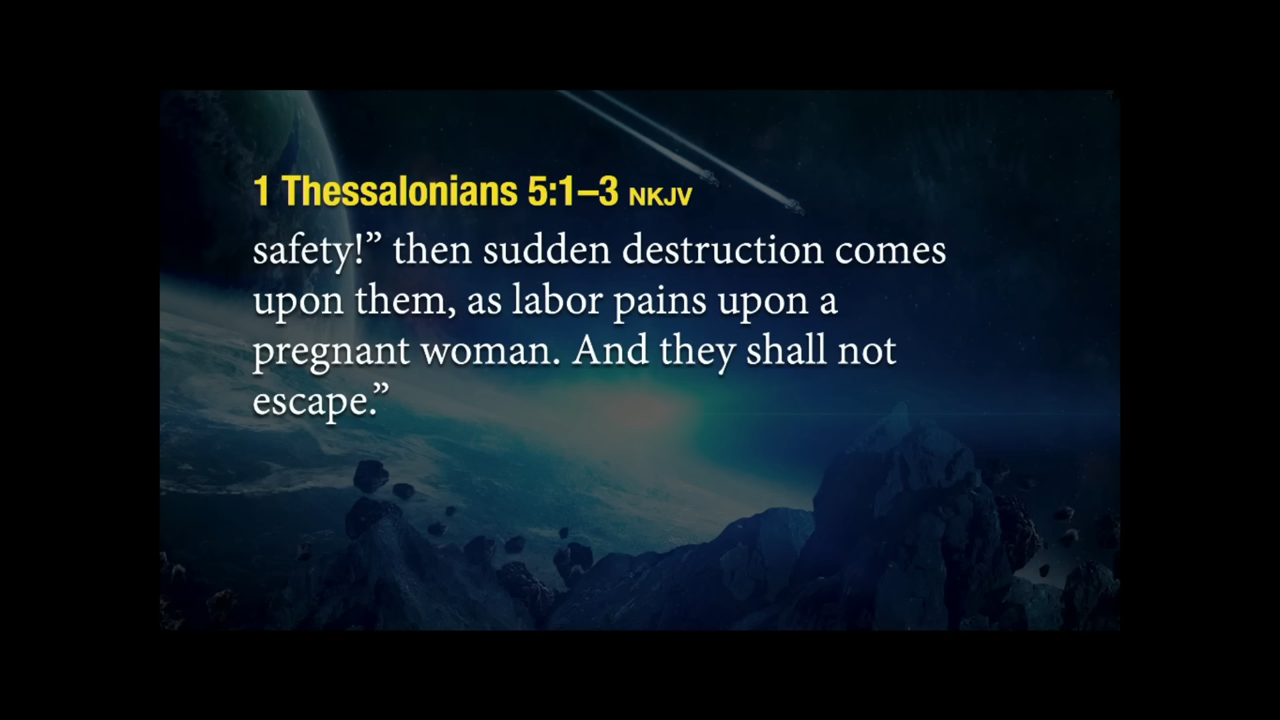 1 Thessalonians 5:1–3 NKJV
safety!” then sudden destruction comes
upon them, as labor pains upon a
pregnant woman. And they shall not
escape.”